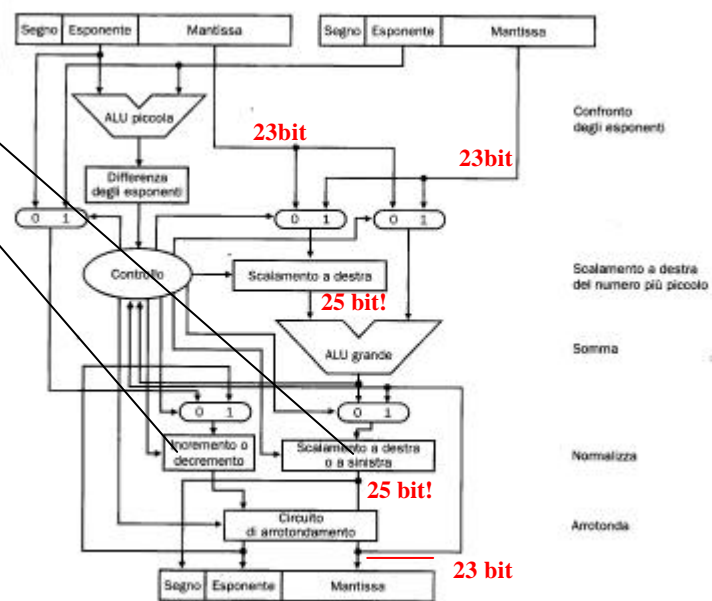 Segno Esponente Mantissa
Segno Esponente Mantissa
ALU piccola
Confronto
degli esponenti
23bit
23bit
Differenza
degli esponenti
0 1
0 1
0 1
Controllo
Scalamento a destra
Scalamento a destra
del numero più piccolo
25 bit!
ALU grande
Somma
0 1
0 1
Incremento o
decremento
Scalamento a destra
o a sinistra
Normalizza
25 bit!
Circuito
di arrotondamento
Arrotonda
23 bit
Segno Esponente Mantissa